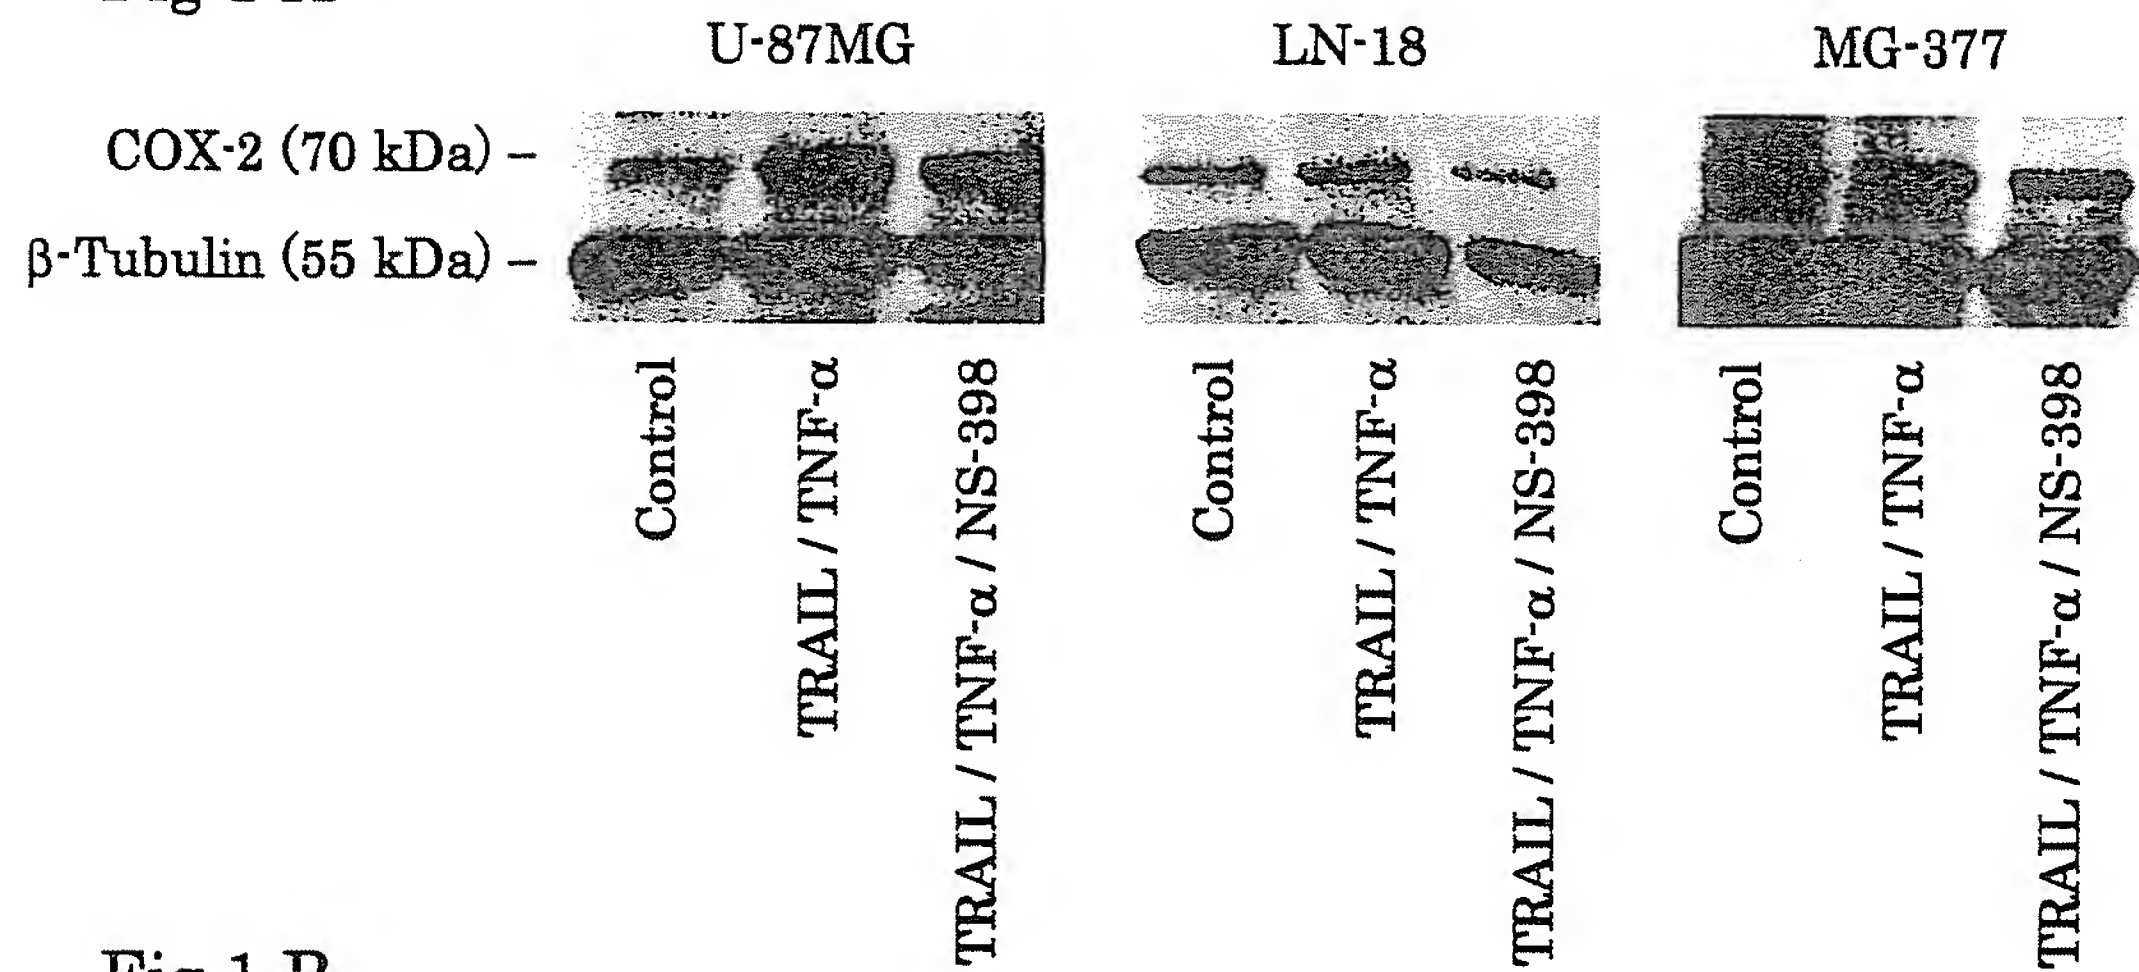 U-87MG LN-18 MG-377
COX-2 (70 kDa) –
β-Tubulin (55 kDa) –
Control
TRAIL / TNF-α
TRAIL / TNF-α / NS-398
Control
TRAIL / TNF-α
TRAIL / TNF-α / NS-398
Control
TRAIL / TNF-α
TRAIL / TNF-α / NS-398